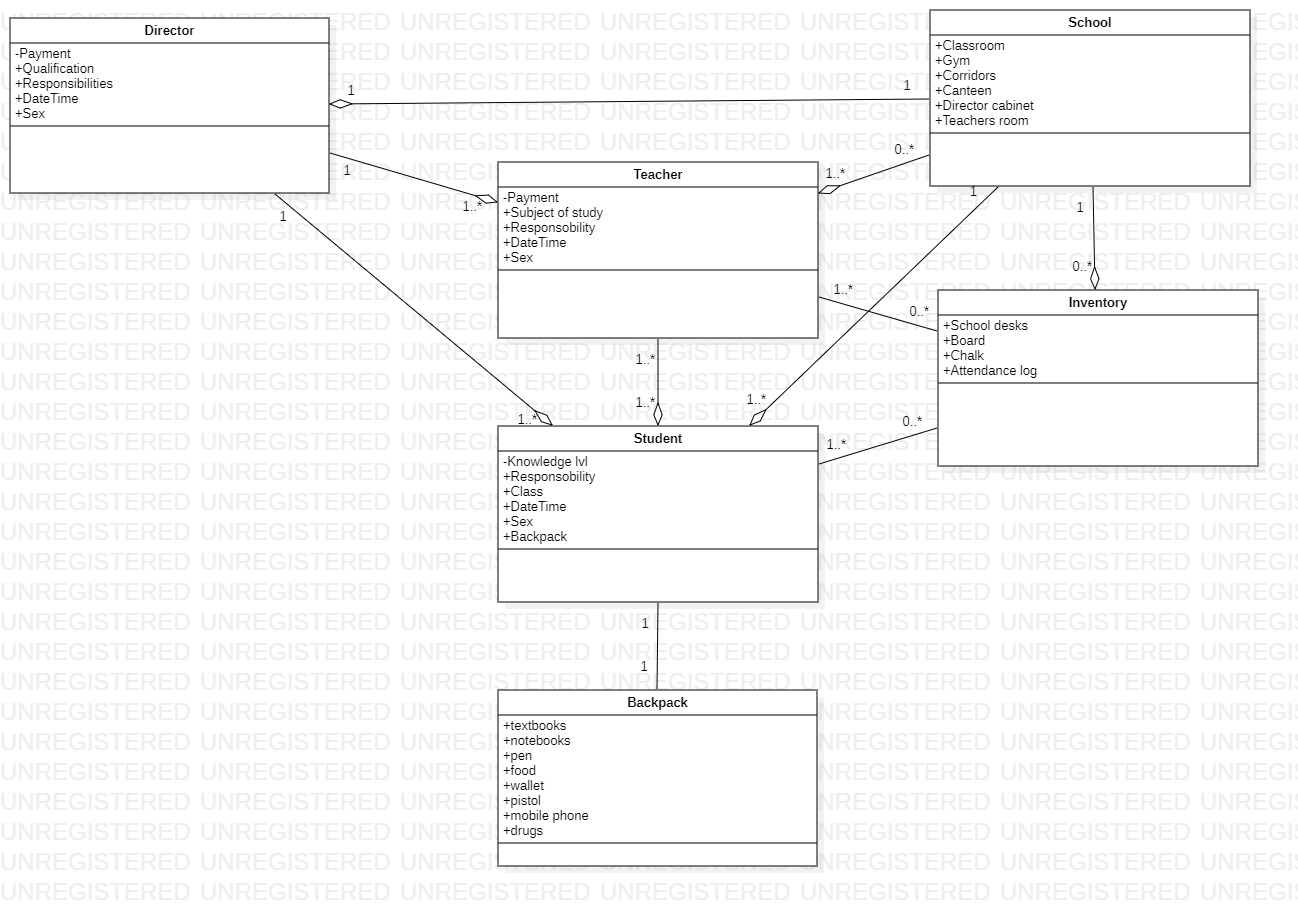 Director
-Payment
+Qualification
+Responsibilities
+DateTime
+Sex
School
+Classroom
+Gym
+Corridors
+Canteen
+Director cabinet
+Teachers room
1
1
1
1..*
1..*
0..*
Teacher
-Payment
+Subject of study
+Responsobility
+DateTime
+Sex
1
1
1
0..*
1..*
0..*
Inventory
+School desks
+Board
+Chalk
+Attendance log
1..*
1..*
1..*
1..*
1..*
0..*
Student
-Knowledge lvl
+Responsobility
+Class
+DateTime
+Sex
+Backpack
1
1
Backpack
+textbooks
+notebooks
+pen
+food
+wallet
+pistol
+mobile phone
+drugs
UNREGISTERED